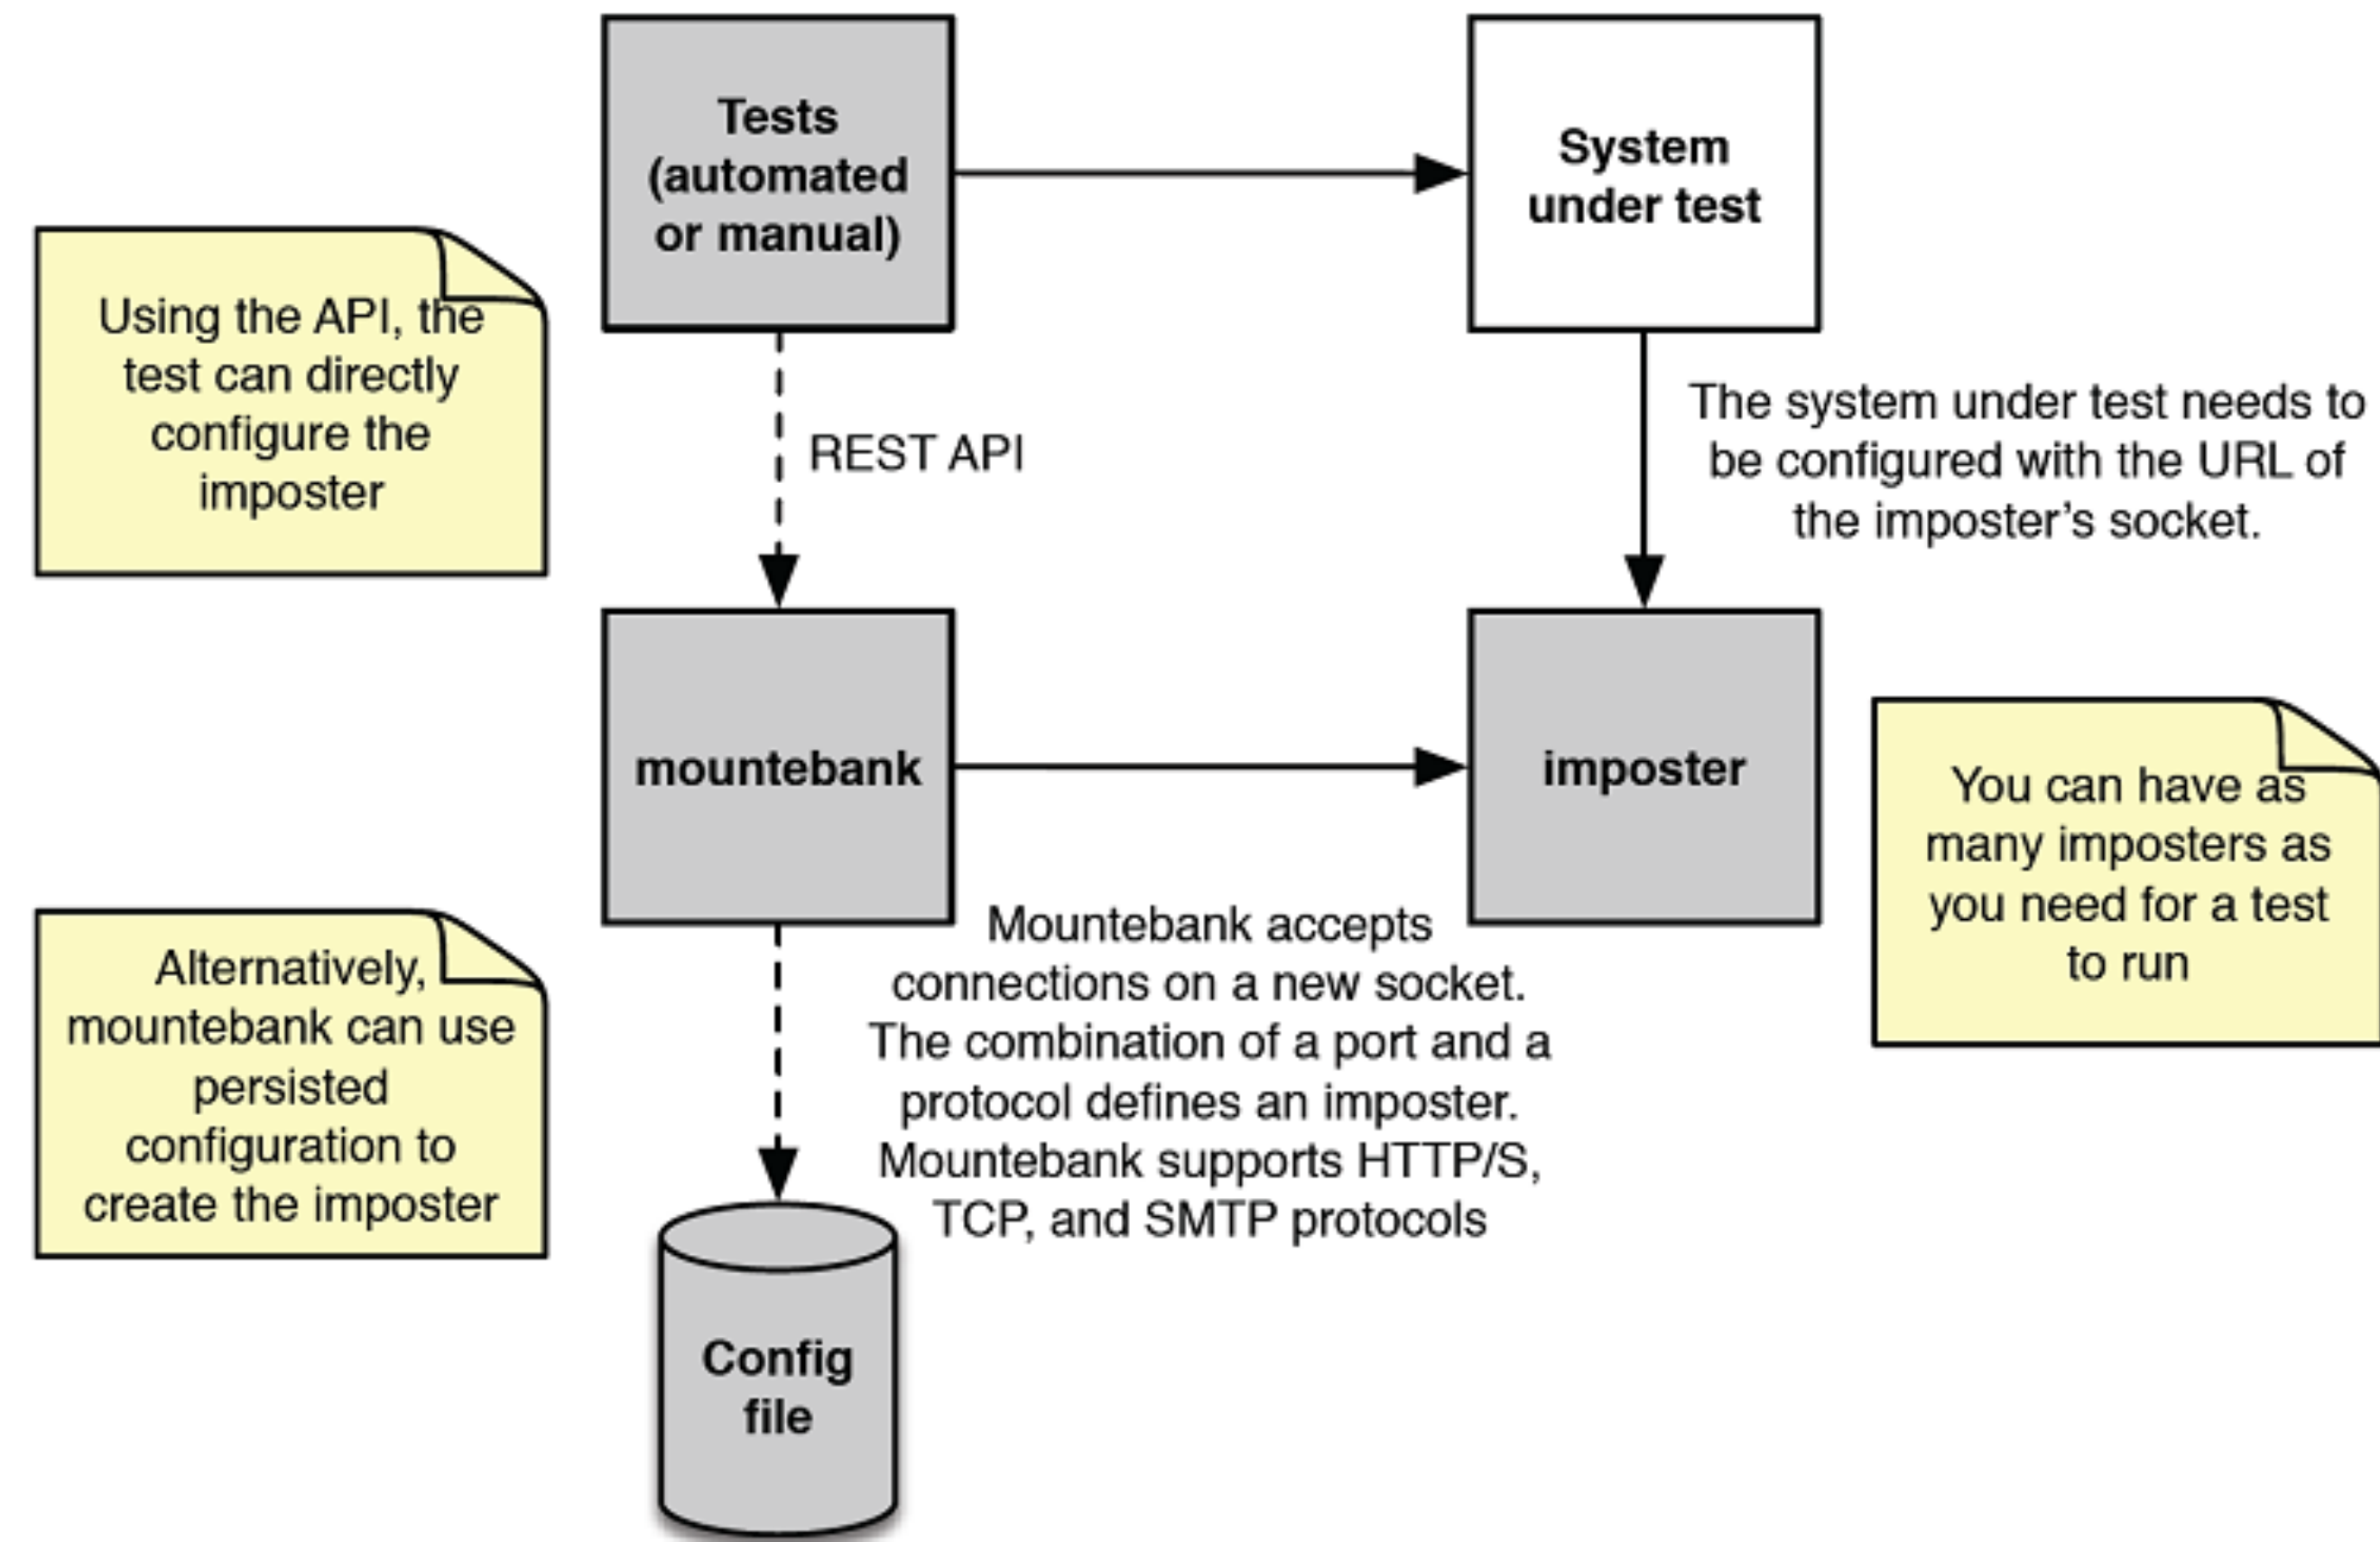 Tests
(automated
or manual)
System
under test
Using the API, the
test can directly
configure the
imposter
REST API
The system under test needs to
be configured with the URL of
the imposter’s socket.
mountebank
imposter
You can have as
many imposters as
you need for a test
to run
Alternatively,
mountebank can use
persisted
configuration to
create the imposter
Mountebank accepts
connections on a new socket.
The combination of a port and a
protocol defines an imposter.
Mountebank supports HTTP/S,
TCP, and SMTP protocols
Config
file